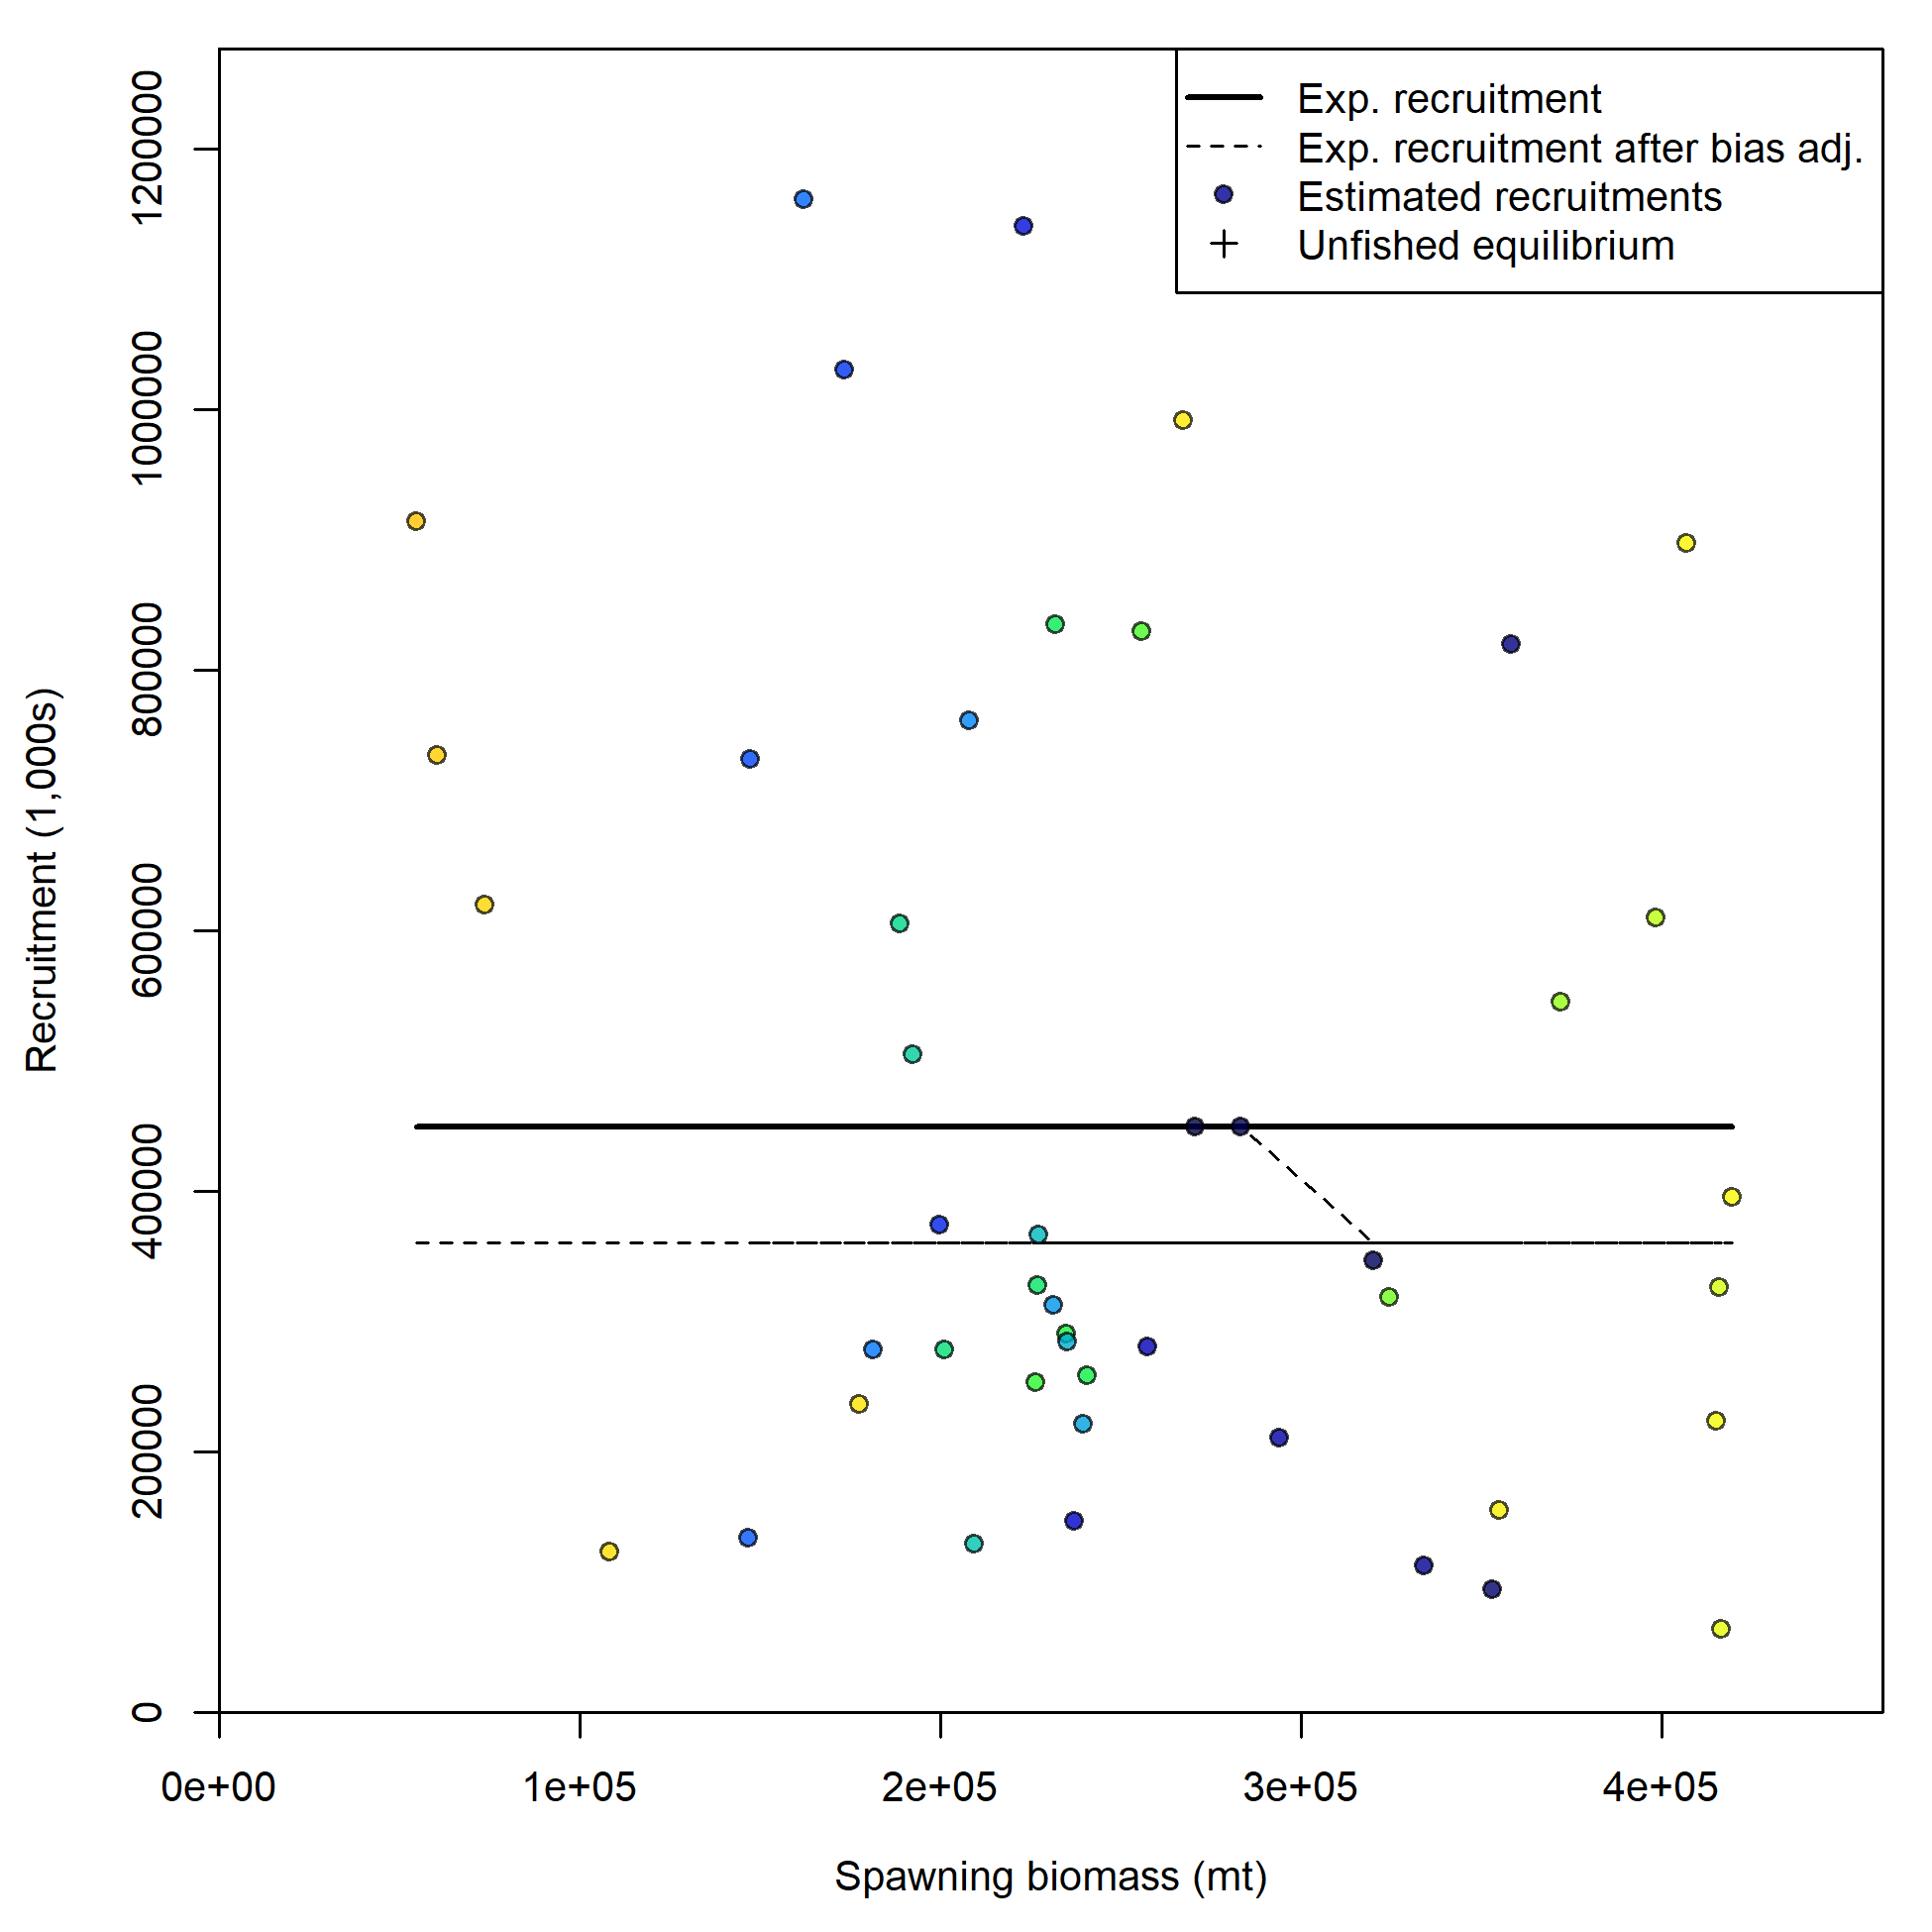 Exp. recruitment
Exp. recruitment after bias adj.
Estimated recruitments
Unfished equilibrium
Recruitment (1,000s)
1200000
1000000
800000
600000
400000
200000
0
0e+00 1e+05 2e+05 3e+05 4e+05
Spawning biomass (mt)